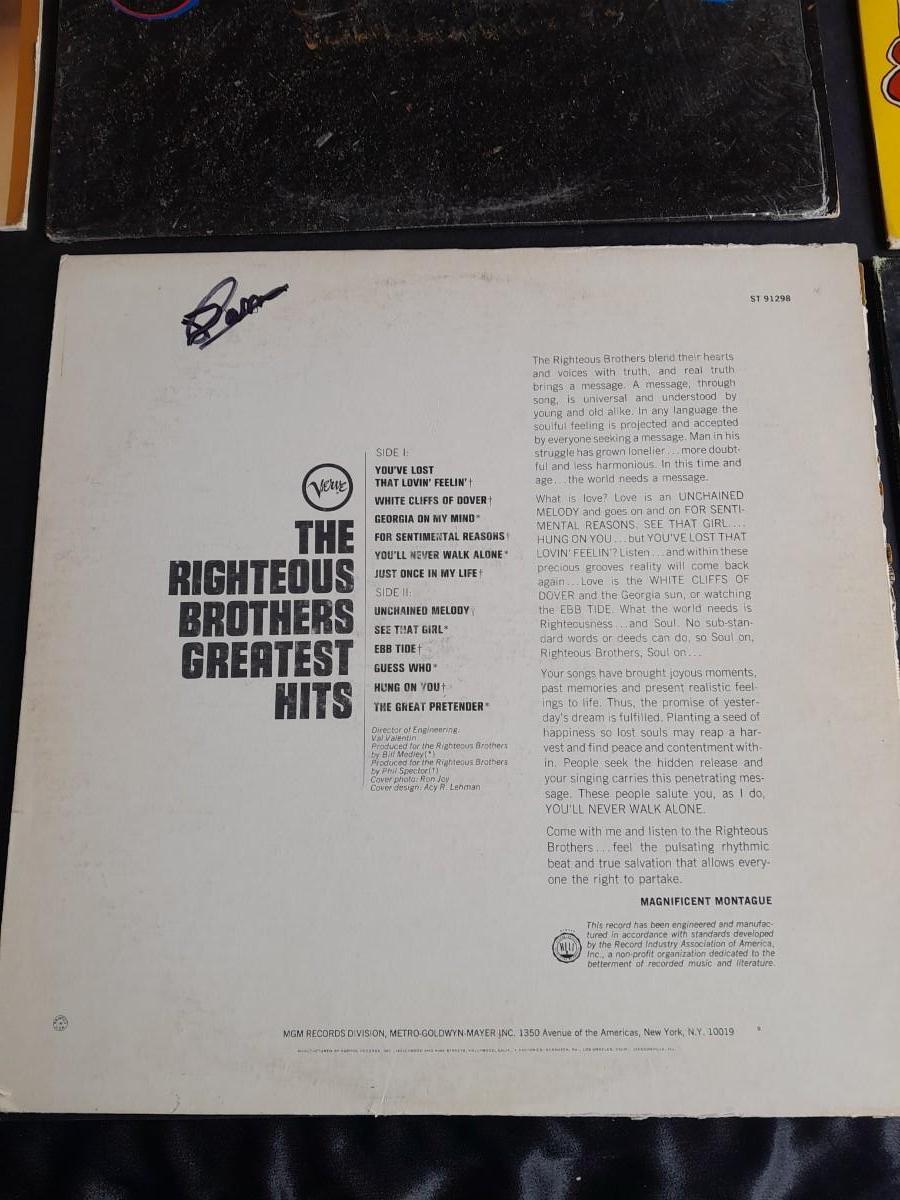 ST 91298
Verve
THE
RIGHTEOUS
BROTHERS
GREATEST
HITS
SIDE I:
YOU'VE LOST
THAT LOVIN' FEELIN'†
WHITE CLIFFS OF DOVER†
GEORGIA ON MY MIND*
FOR SENTIMENTAL REASONS†
YOU'LL NEVER WALK ALONE*
JUST ONCE IN MY LIFE†
SIDE II:
UNCHAINED MELODY†
SEE THAT GIRL*
EBB TIDE†
GUESS WHO*
HUNG ON YOU†
THE GREAT PRETENDER*
Director of Engineering:
Val Valentin
Produced for the Righteous Brothers
by Bill Medley(*)
Produced for the Righteous Brothers
by Phil Spector(†)
Cover photo: Ron Joy
Cover design: Acy R. Lehman
The Righteous Brothers blend their hearts
and voices with truth, and real truth
brings a message. A message, through
song, is universal and understood by
young and old alike. In any language the
soulful feeling is projected and accepted
by everyone seeking a message. Man in his
struggle has grown lonelier...more doubt-
ful and less harmonious. In this time and
age...the world needs a message.
What is love? Love is an UNCHAINED
MELODY and goes on and on FOR SENTI-
MENTAL REASONS. SEE THAT GIRL....
HUNG ON YOU...but YOU'VE LOST THAT
LOVIN' FEELIN'? Listen...and within these
precious grooves reality will come back
again...Love is the WHITE CLIFFS OF
DOVER and the Georgia sun, or watching
the EBB TIDE. What the world needs is
Righteousness...and Soul. No sub-stan-
dard words or deeds can do, so Soul on,
Righteous Brothers, Soul on...
Your songs have brought joyous moments,
past memories and present realistic feel-
ings to life. Thus, the promise of yester-
day's dream is fulfilled. Planting a seed of
happiness so lost souls may reap a har-
vest and find peace and contentment with-
in. People seek the hidden release and
your singing carries this penetrating mes-
sage. These people salute you, as I do,
YOU'LL NEVER WALK ALONE.
Come with me and listen to the Righteous
Brothers...feel the pulsating rhythmic
beat and true salvation that allows every-
one the right to partake.
MAGNIFICENT MONTAGUE
This record has been engineered and manufac-
tured in accordance with standards developed
by the Record Industry Association of America,
Inc., a non-profit organization dedicated to the
betterment of recorded music and literature.
MGM RECORDS DIVISION, METRO-GOLDWYN-MAYER INC. 1350 Avenue of the Americas, New York, N.Y. 10019